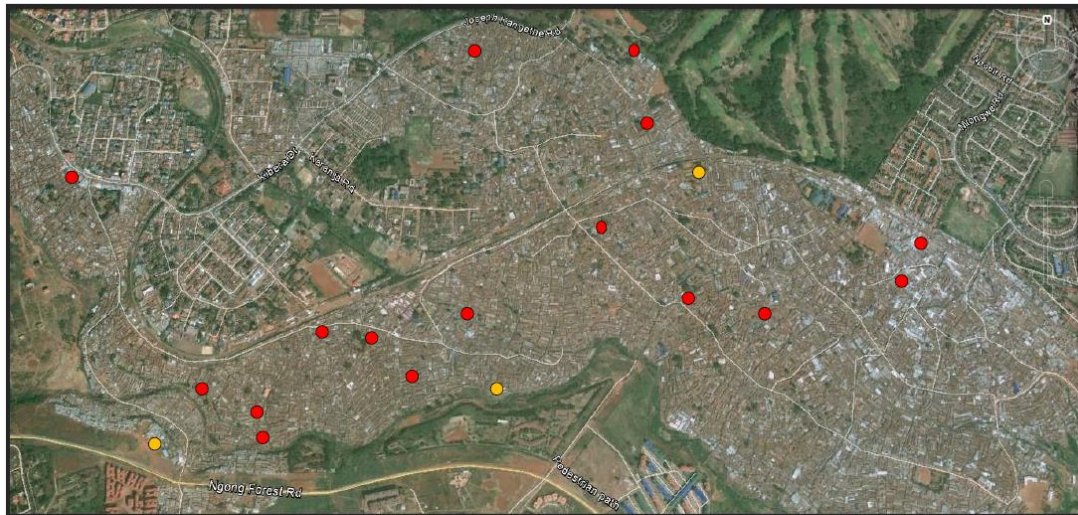 Joseph Kangethe Rd
N
Kibera Dr
Karanja Rd
Ngong Forest Rd
Pedestrian path